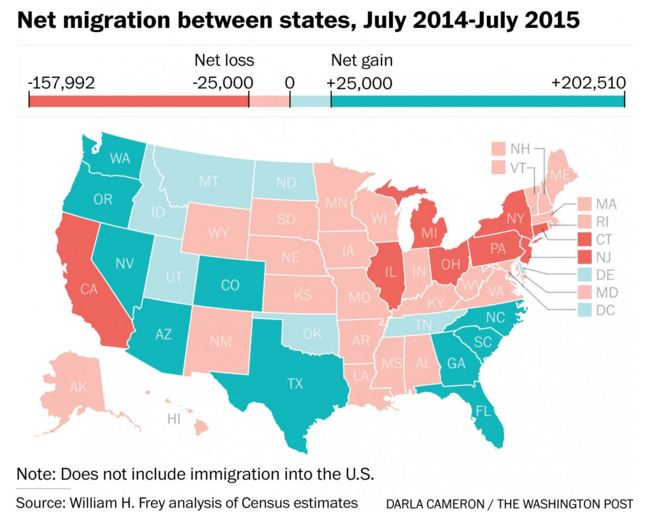 Net migration between states, July 2014-July 2015
Net loss Net gain
-157,992 -25,000 0 +25,000 +202,510
WA
OR
ID
MT
ND
MN
WI
MI
NH
VT
ME
SD
WY
NE
IA
NY
MA
RI
CT
NJ
DE
MD
DC
PA
OH
IN
IL
CA
NV
UT
CO
KS
MO
KY
WV
VA
NC
TN
SC
AZ
NM
OK
AR
MS
AL
GA
TX
LA
FL
AK
HI
Note: Does not include immigration into the U.S.
Source: William H. Frey analysis of Census estimates DARLA CAMERON / THE WASHINGTON POST